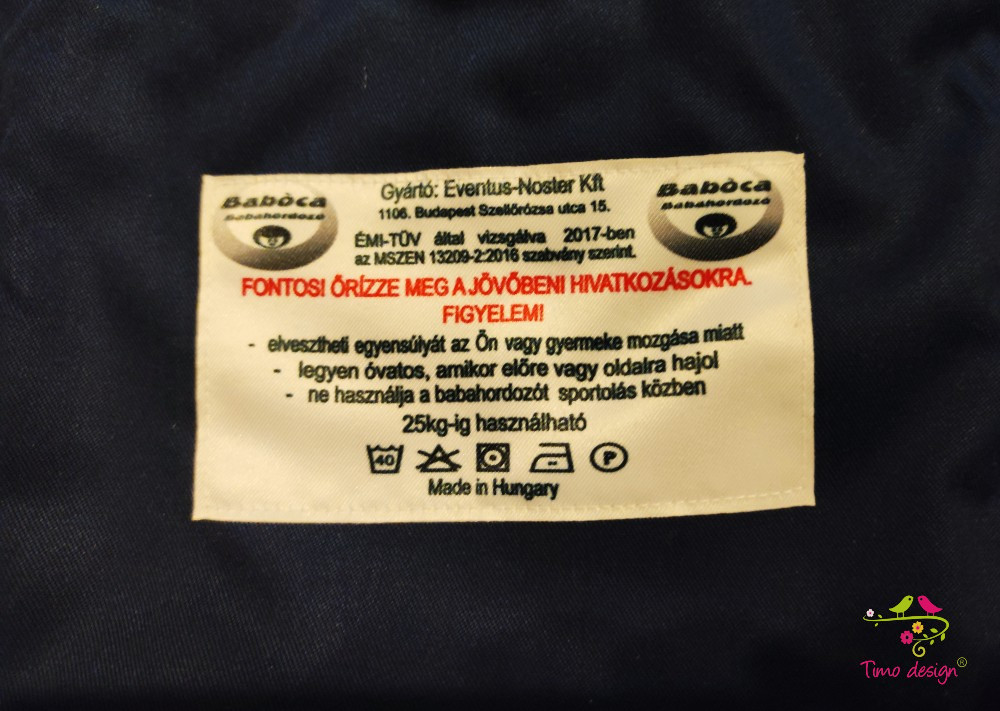 Babòca
Babahordozó
Gyártó: Eventus-Noster Kft
1106. Budapest Szellőrózsa utca 15.
ÉMI-TÜV által vizsgálva 2017-ben
az MSZEN 13209-2:2016 szabvány szerint.
Babòca
Babahordozó
FONTOS! ŐRÍZZE MEG A JÖVŐBENI HIVATKOZÁSOKRA.
FIGYELEM!
- elvesztheti egyensúlyát az Ön vagy gyermeke mozgása miatt
- legyen óvatos, amikor előre vagy oldalra hajol
- ne használja a babahordozót sportolás közben
25kg-ig használható
40 P
Made in Hungary
Timo design®